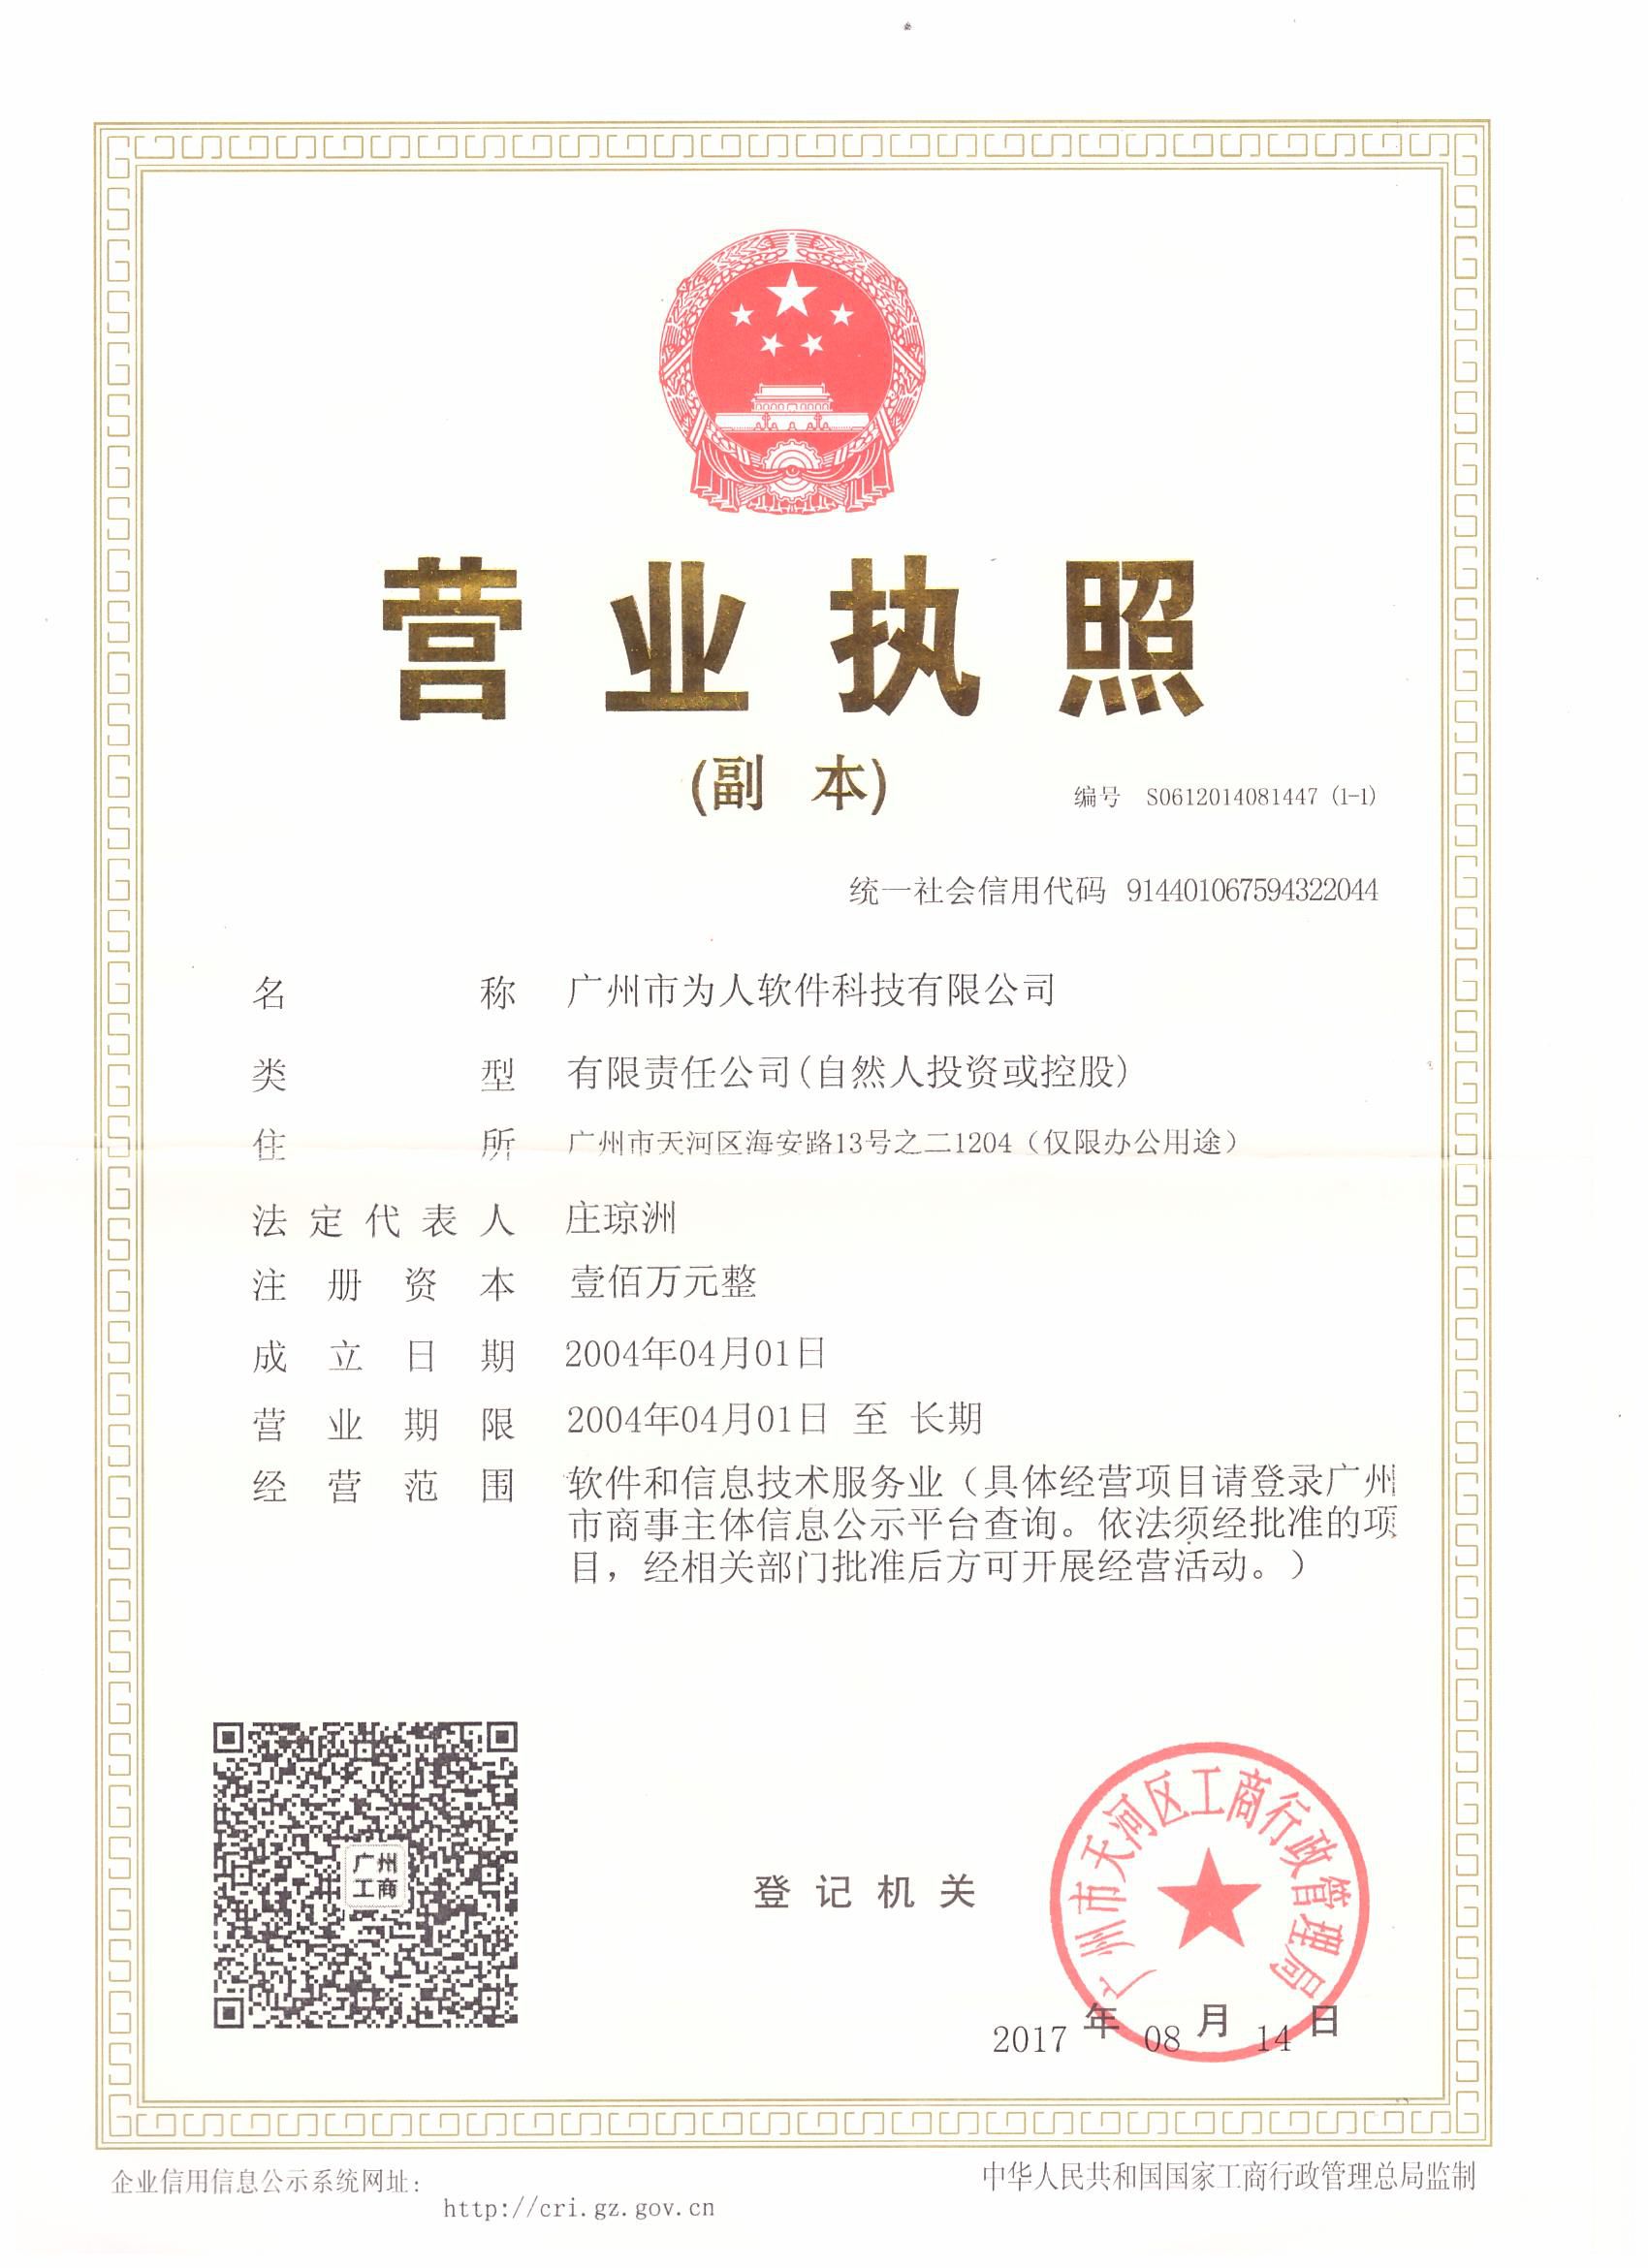 营业执照
(副 本)
编号 S0612014081447 (1-1)
统一社会信用代码 914401067594322044
名称 广州市为人软件科技有限公司
类型 有限责任公司(自然人投资或控股)
住所 广州市天河区海安路13号之二1204（仅限办公用途）
法定代表人 庄琼洲
注册资本 壹佰万元整
成立日期 2004年04月01日
营业期限 2004年04月01日 至 长期
经营范围 软件和信息技术服务业（具体经营项目请登录广州
市商事主体信息公示平台查询。依法须经批准的项
目，经相关部门批准后方可开展经营活动。）
广州
工商
登记机关
广州市天河区工商行政管理局
2017 年 08 月 14 日
企业信用信息公示系统网址:
http://cri.gz.gov.cn
中华人民共和国国家工商行政管理总局监制